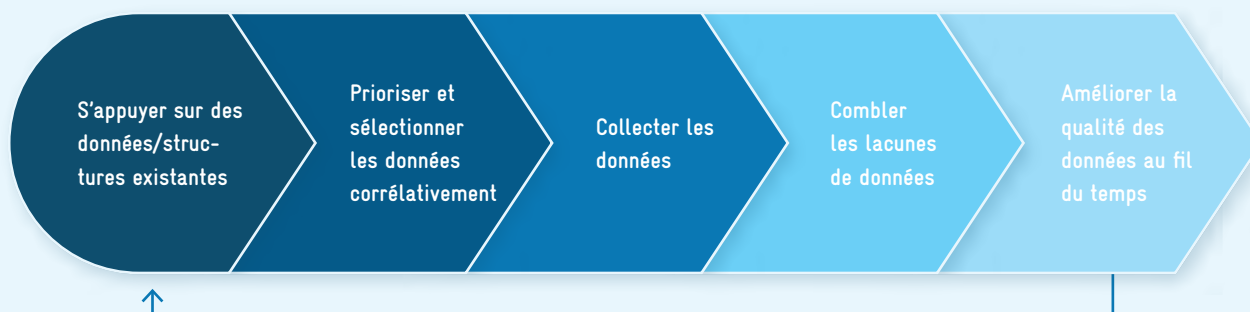 S'appuyer sur des
données/struc-
tures existantes
Prioriser et
sélectionner
les données
corrélativement
Collecter les
données
Combler
les lacunes
de données
Améliorer la
qualité des
données au fil
du temps